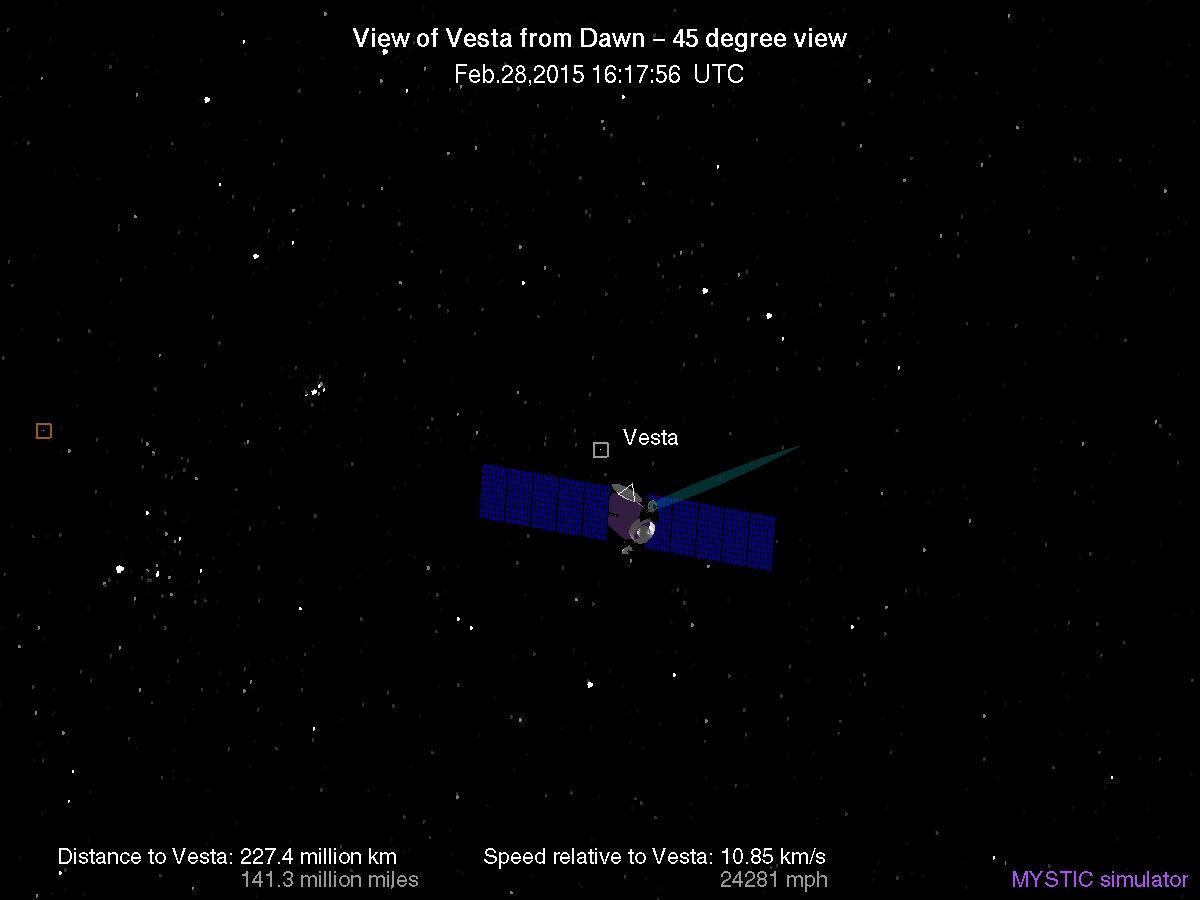 View of Vesta from Dawn – 45 degree view
Feb.28,2015 16:17:56 UTC
Vesta
Distance to Vesta: 227.4 million km
141.3 million miles
Speed relative to Vesta: 10.85 km/s
24281 mph
MYSTIC simulator